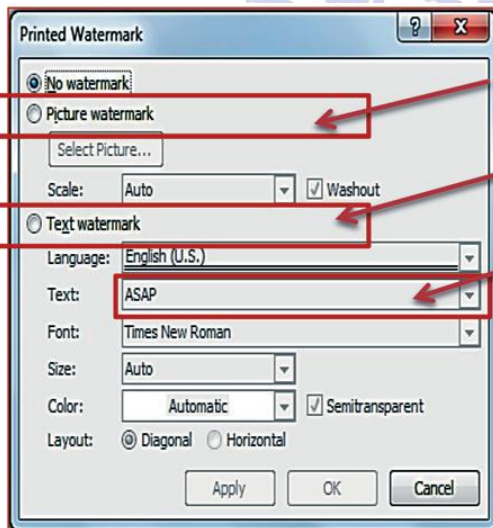 Printed Watermark
No watermark
Picture watermark
Select Picture...
Scale: Auto Washout
Text watermark
Language: English (U.S.)
Text: ASAP
Font: Times New Roman
Size: Auto
Color: Automatic Semitransparent
Layout: Diagonal Horizontal
Apply OK Cancel